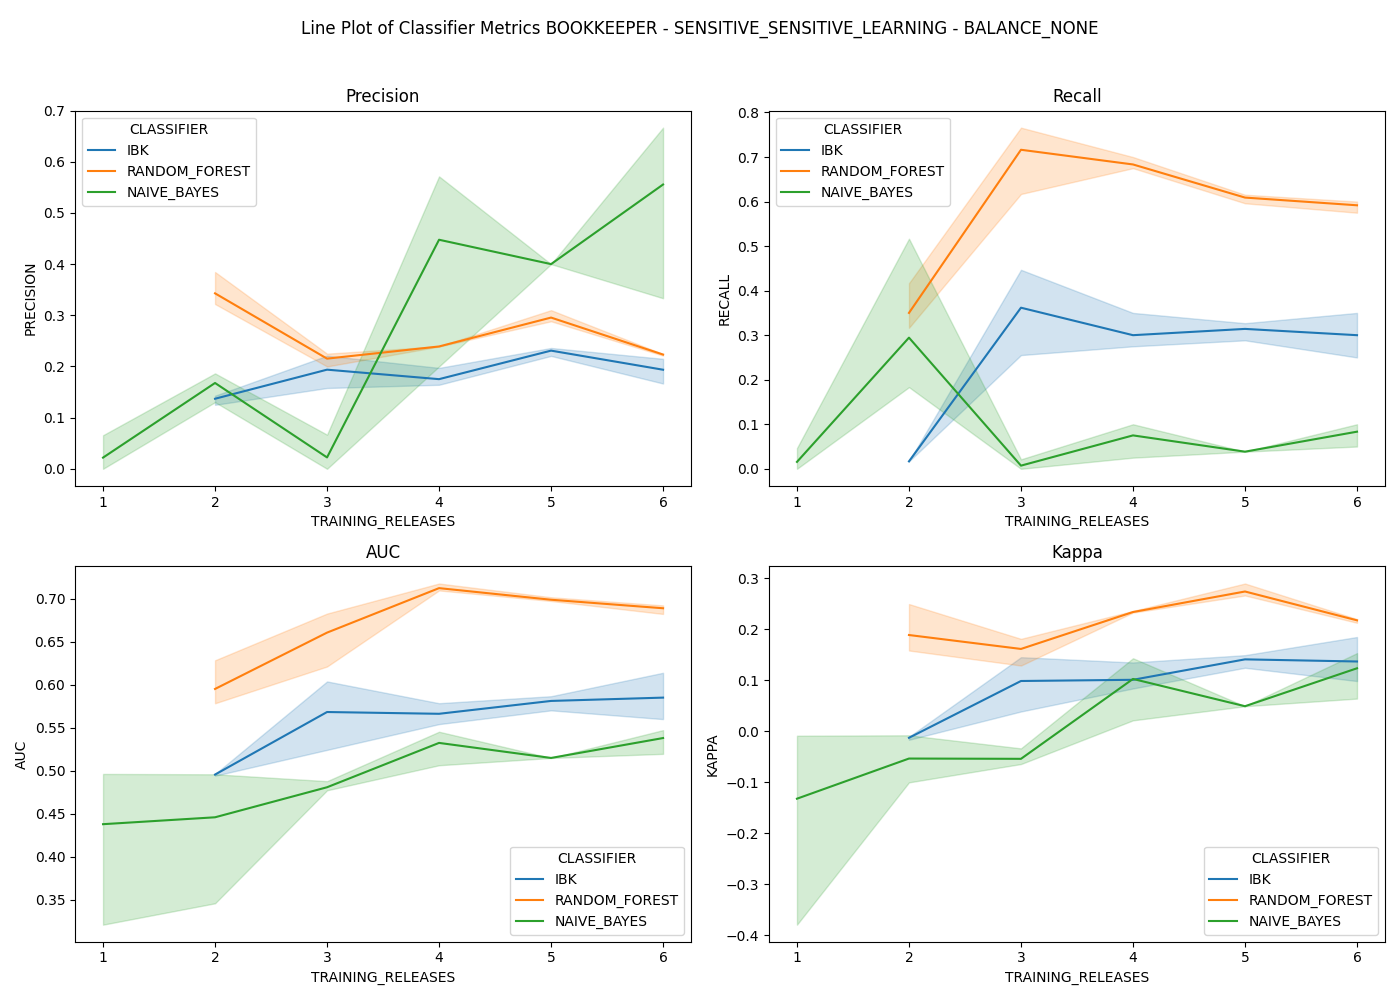 Line Plot of Classifier Metrics BOOKKEEPER - SENSITIVE_SENSITIVE_LEARNING - BALANCE_NONE
Precision
CLASSIFIER
IBK
RANDOM_FOREST
NAIVE_BAYES
0.7
0.6
0.5
0.4
0.3
0.2
0.1
0.0
PRECISION
1 2 3 4 5 6
TRAINING_RELEASES
Recall
CLASSIFIER
IBK
RANDOM_FOREST
NAIVE_BAYES
0.8
0.7
0.6
0.5
0.4
0.3
0.2
0.1
0.0
RECALL
1 2 3 4 5 6
TRAINING_RELEASES
AUC
0.70
0.65
0.60
0.55
0.50
0.45
0.40
0.35
AUC
CLASSIFIER
IBK
RANDOM_FOREST
NAIVE_BAYES
1 2 3 4 5 6
TRAINING_RELEASES
Kappa
0.3
0.2
0.1
0.0
−0.1
−0.2
−0.3
−0.4
KAPPA
CLASSIFIER
IBK
RANDOM_FOREST
NAIVE_BAYES
1 2 3 4 5 6
TRAINING_RELEASES